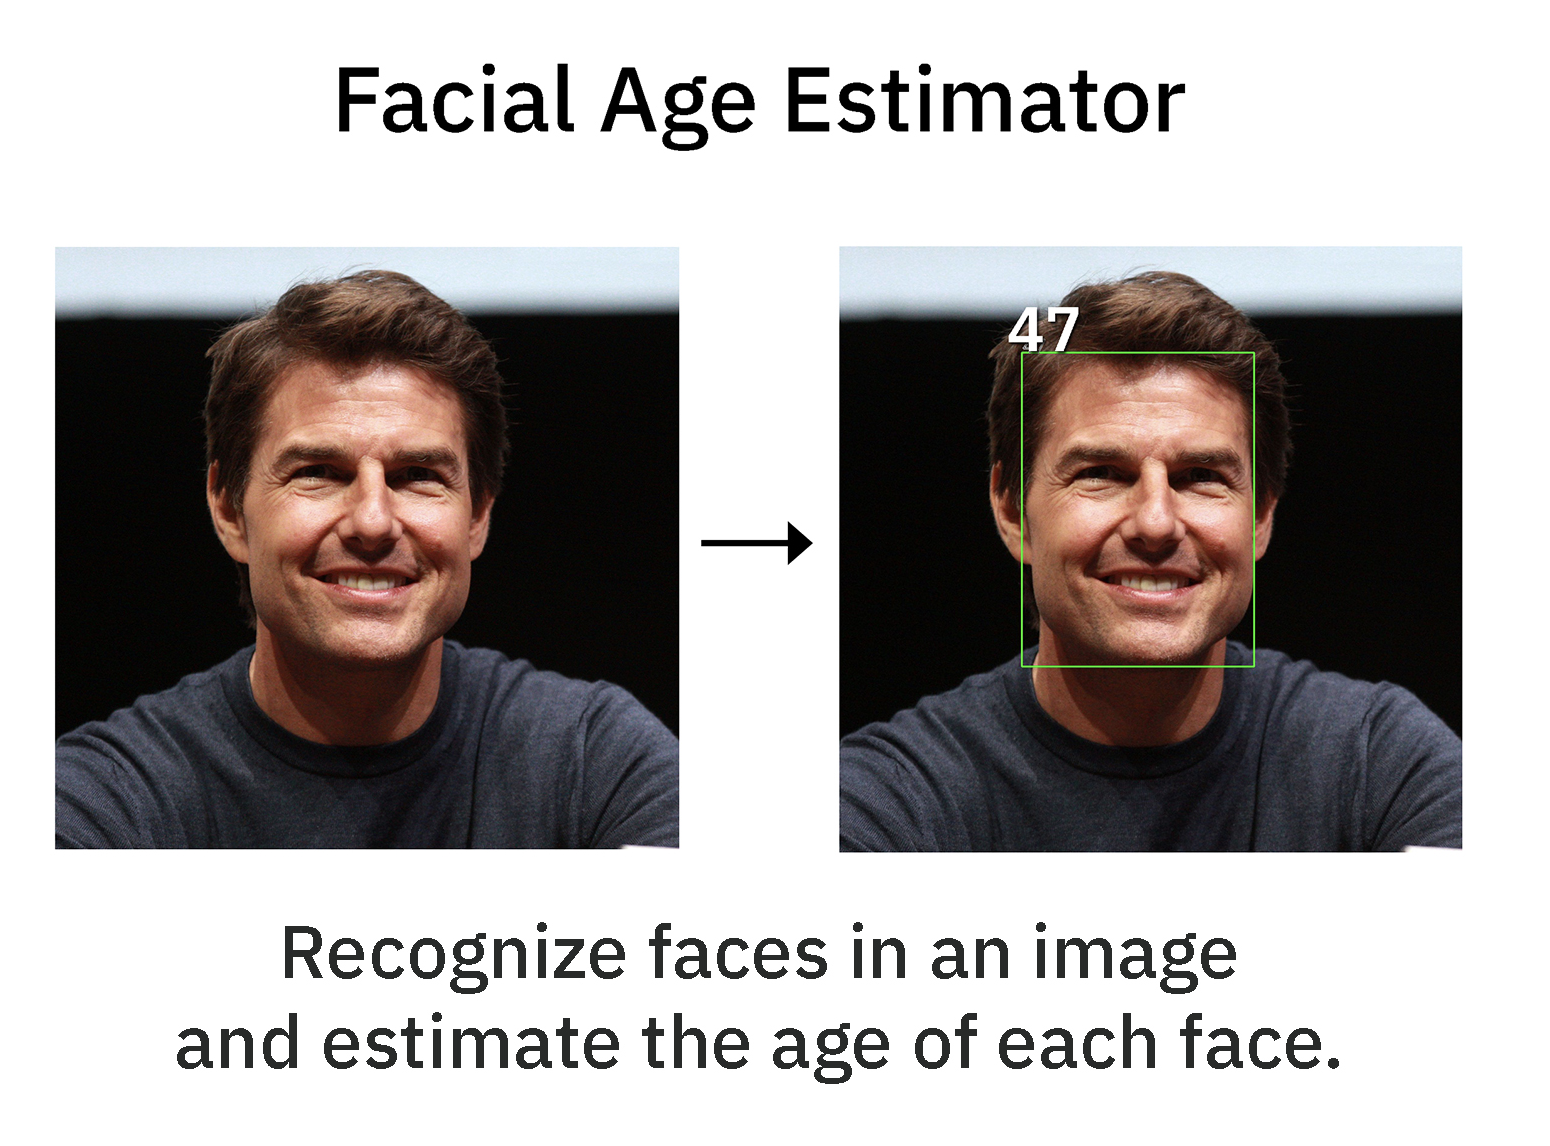 Facial Age Estimator
47
Recognize faces in an image
and estimate the age of each face.